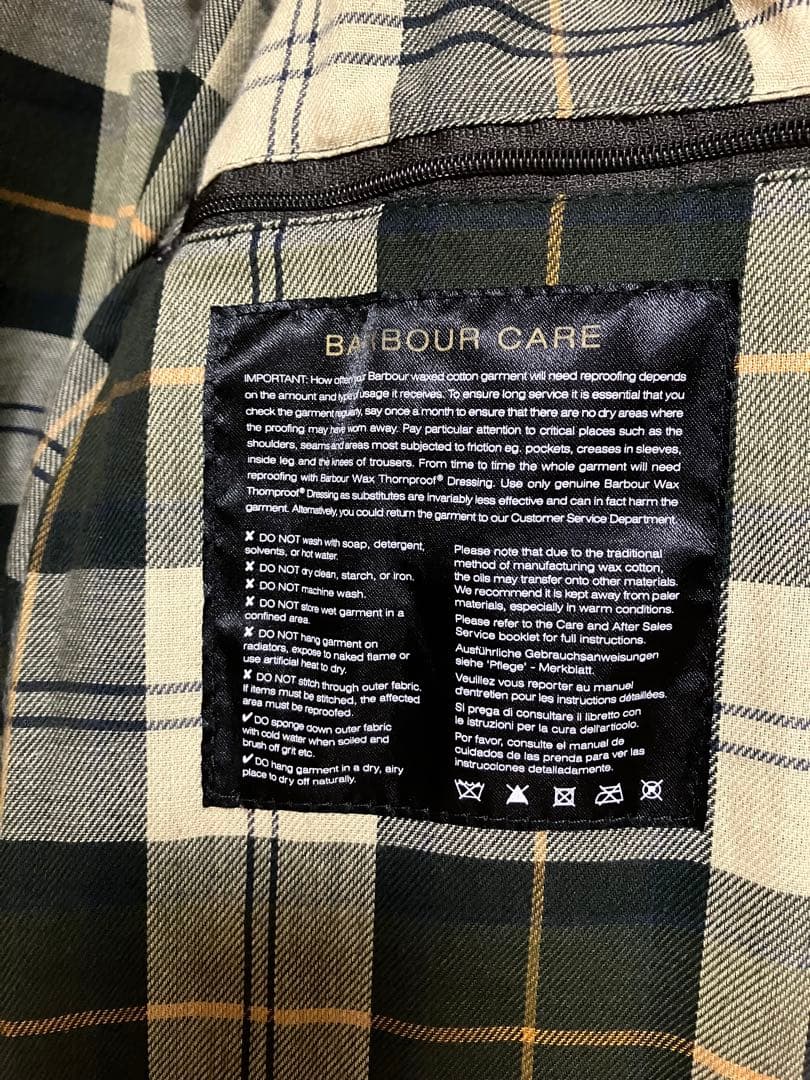 BARBOUR CARE
IMPORTANT: How often your Barbour waxed cotton garment will need reproofing depends
on the amount and type of usage it receives. To ensure long service it is essential that you
check the garment regularly, say once a month to ensure that there are no dry areas where
the proofing may have worn away. Pay particular attention to critical places such as the
shoulders, seams and areas most subjected to friction eg. pockets, creases in sleeves,
inside leg and the knees of trousers. From time to time the whole garment will need
reproofing with Barbour Wax Thornproof® Dressing. Use only genuine Barbour Wax
Thornproof® Dressing as substitutes are invariably less effective and can in fact harm the
garment. Alternatively, you could return the garment to our Customer Service Department.
✘ DO NOT wash with soap, detergent,
solvents, or hot water.
✘ DO NOT dry clean, starch, or iron.
✘ DO NOT machine wash.
✘ DO NOT store wet garment in a
confined area.
✘ DO NOT hang garment on
radiators, expose to naked flame or
use artificial heat to dry.
✘ DO NOT stitch through outer fabric.
If items must be stitched, the affected
area must be reproofed.
✔ DO sponge down outer fabric
with cold water when soiled and
brush off grit etc.
✔ DO hang garment in a dry, airy
place to dry off naturally.
Please note that due to the traditional
method of manufacturing wax cotton,
the oils may transfer onto other materials.
We recommend it is kept away from paler
materials, especially in warm conditions.
Please refer to the Care and After Sales
Service booklet for full instructions.
Ausführliche Gebrauchsanweisungen
siehe 'Pflege' - Merkblatt.
Veuillez vous reporter au manuel
d'entretien pour les instructions détaillées.
Si prega di consultare il libretto con
le istruzioni per la cura dell'articolo.
Por favor, consulte el manual de
cuidados de las prenda para ver las
instrucciones detalladamente.